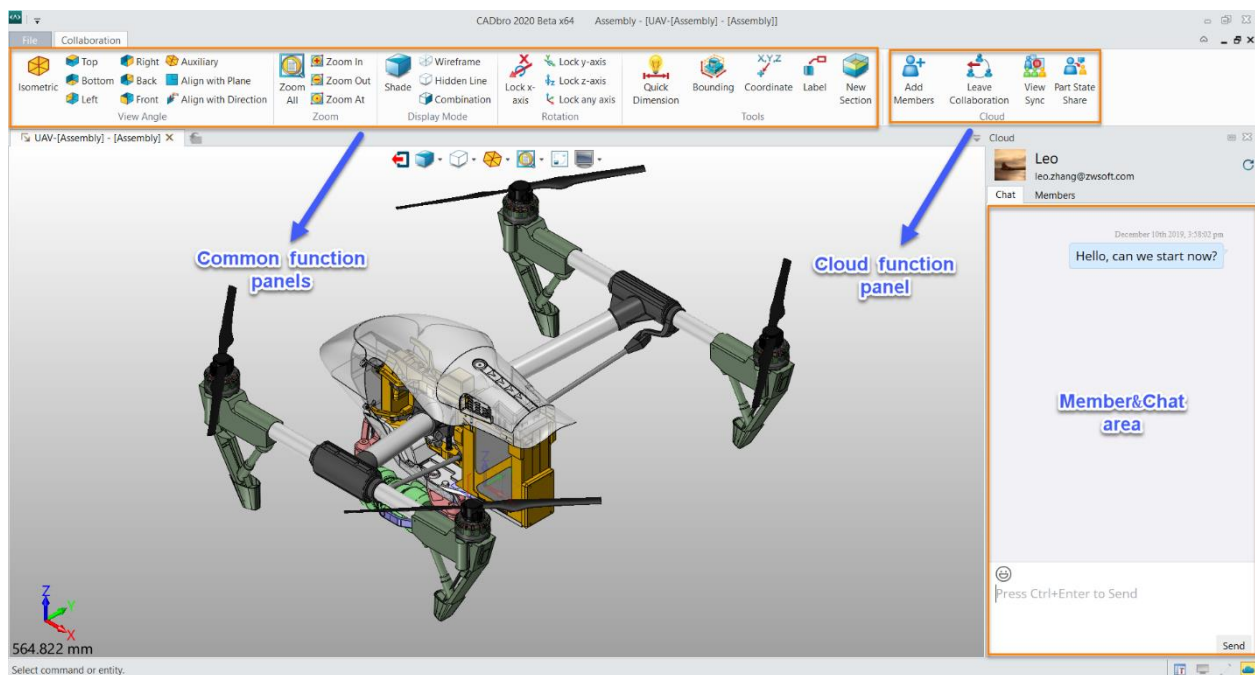 CADbro 2020 Beta x64 Assembly - [UAV-[Assembly] - [Assembly]]
File Collaboration
Isometric
Top Right Auxiliary
Bottom Back Align with Plane
Left Front Align with Direction
View Angle
Zoom All
Zoom In
Zoom Out
Zoom At
Zoom
Shade
Wireframe
Hidden Line
Combination
Display Mode
Lock x-axis
Lock y-axis
Lock z-axis
Lock any axis
Rotation
Quick Dimension
Bounding
X,Y,Z
Coordinate
Label
New Section
Tools
Add Members
Leave Collaboration
View Sync
Part State Share
Cloud
UAV-[Assembly] - [Assembly]
Cloud
Leo
leo.zhang@zwsoft.com
Chat Members
December 10th 2019, 3:58:02 pm
Hello, can we start now?
Common function
panels
Cloud function
panel
Member&Chat
area
Z
Z
Y
X
564.822 mm
Press Ctrl+Enter to Send
Send
Select command or entity.